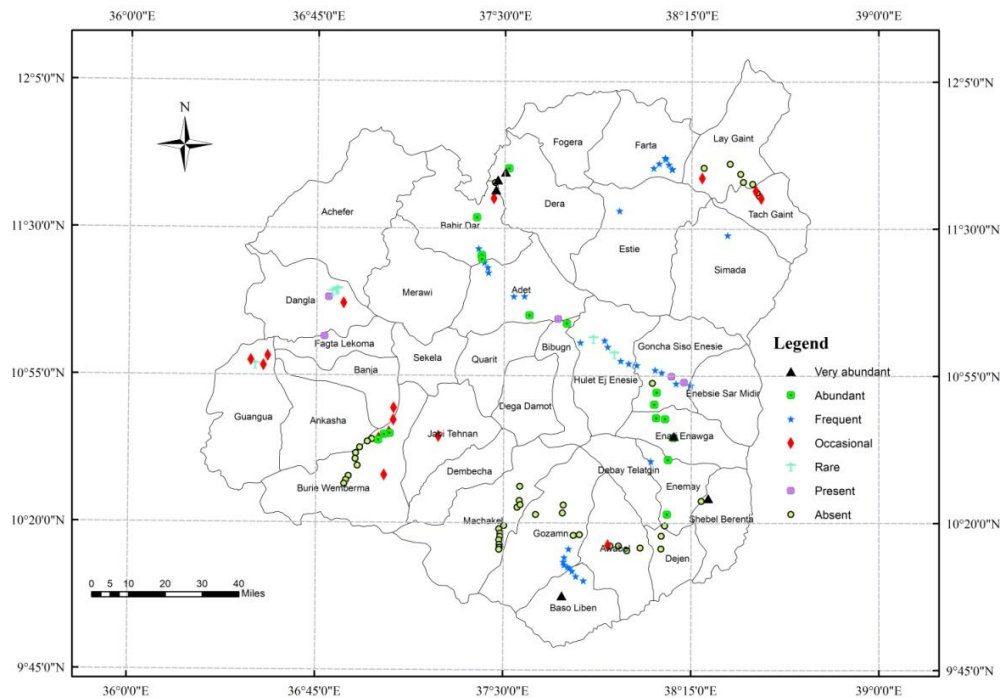 36°0'0"E 36°45'0"E 37°30'0"E 38°15'0"E 39°0'0"E
12°5'0"N 12°5'0"N
N
Lay Gaint
Fogera Farta
Dera Tach Gaint
Achefer
Bahir Dar
11°30'0"N 11°30'0"N
Estie
Simada
Adet
Dangla Merawi
Fagta Lekoma Sekela Quarit Bibugn Goncha Siso Enesie
Legend
Very abundant
Abundant
Frequent
Occasional
Rare
Present
Absent
10°55'0"N 10°55'0"N
Banja Hulet Ej Enesie
Enebsie Sar Midir
Dega Damot
Guangua Ankasha
Jabi Tehnan Enarj Enawga
Dembecha Debay Telatgin
Burie Wemberma Enemay
10°20'0"N 10°20'0"N
Machakel Shebel Berenta
Gozamn
Awabel
Dejen
0 5 10 20 30 40
Miles
Baso Liben
9°45'0"N 9°45'0"N
36°0'0"E 36°45'0"E 37°30'0"E 38°15'0"E 39°0'0"E